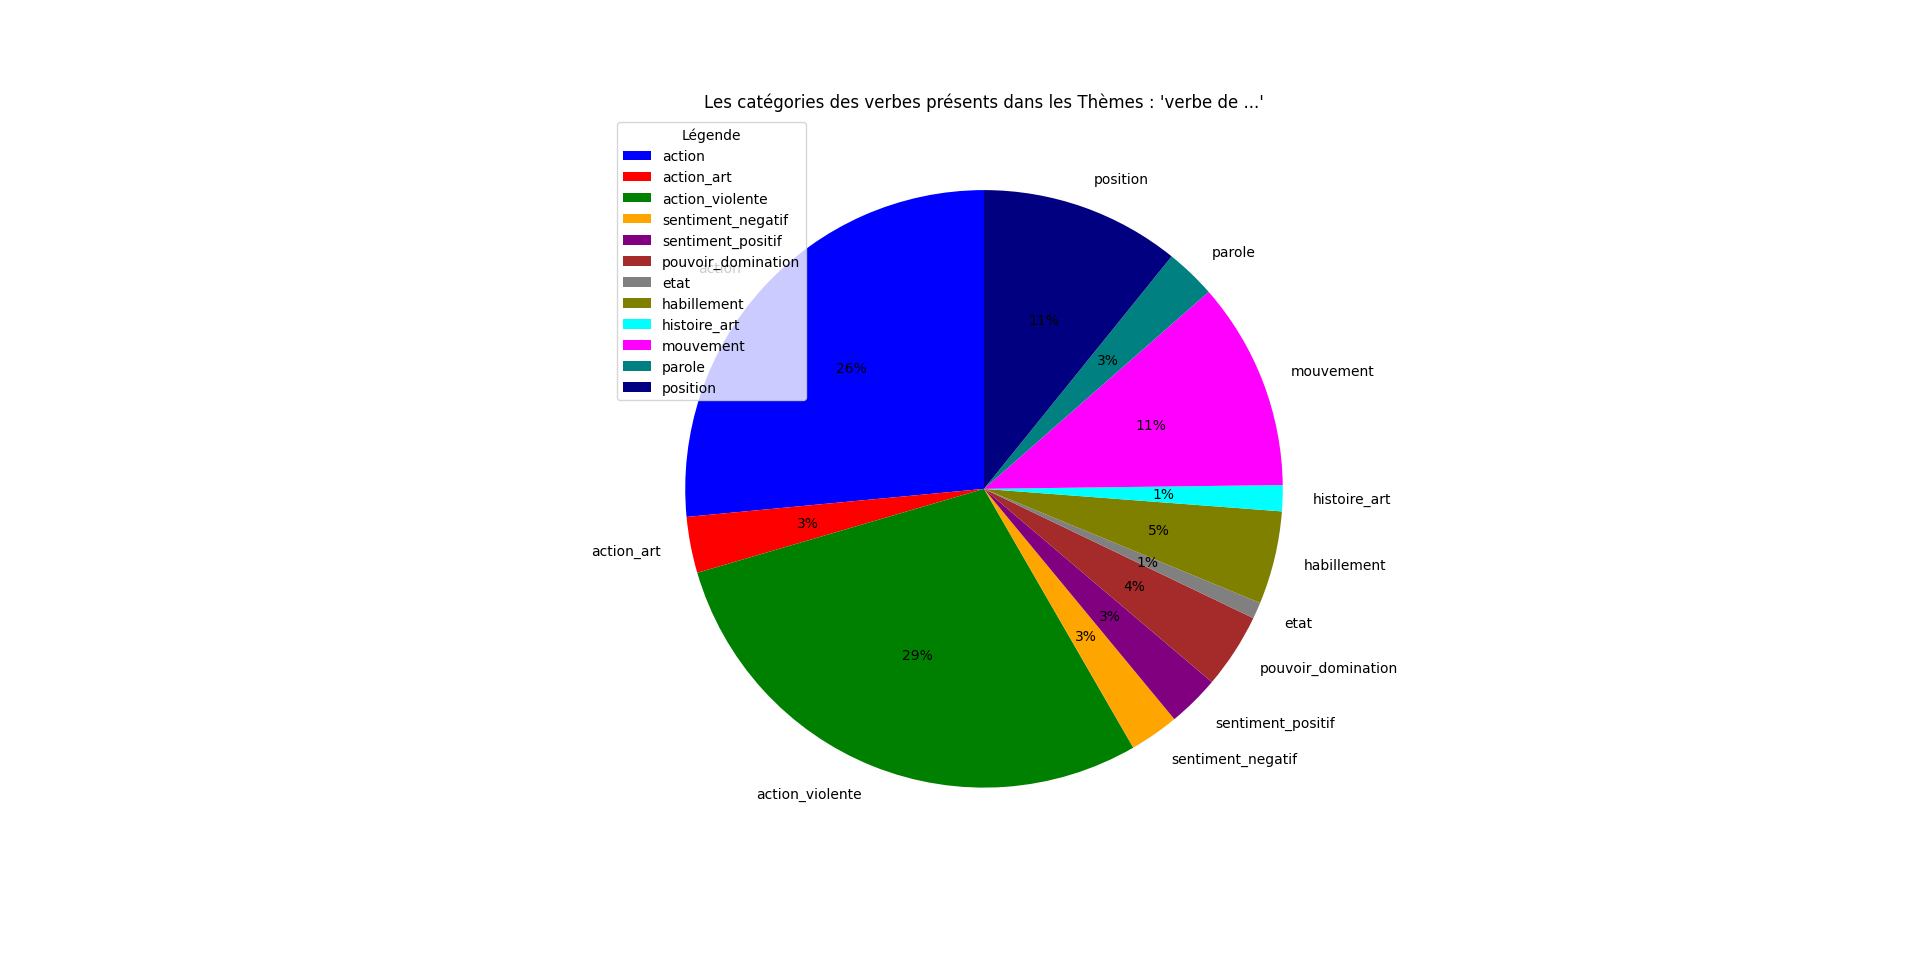 Les catégories des verbes présents dans les Thèmes : 'verbe de ...'
Légende
action
action_art
action_violente
sentiment_negatif
sentiment_positif
pouvoir_domination
etat
habillement
histoire_art
mouvement
parole
position
position
parole
action
11%
3%
26%
mouvement
11%
histoire_art
1%
3%
5%
action_art
habillement
1%
4%
etat
3%
3%
29%
pouvoir_domination
sentiment_positif
sentiment_negatif
action_violente